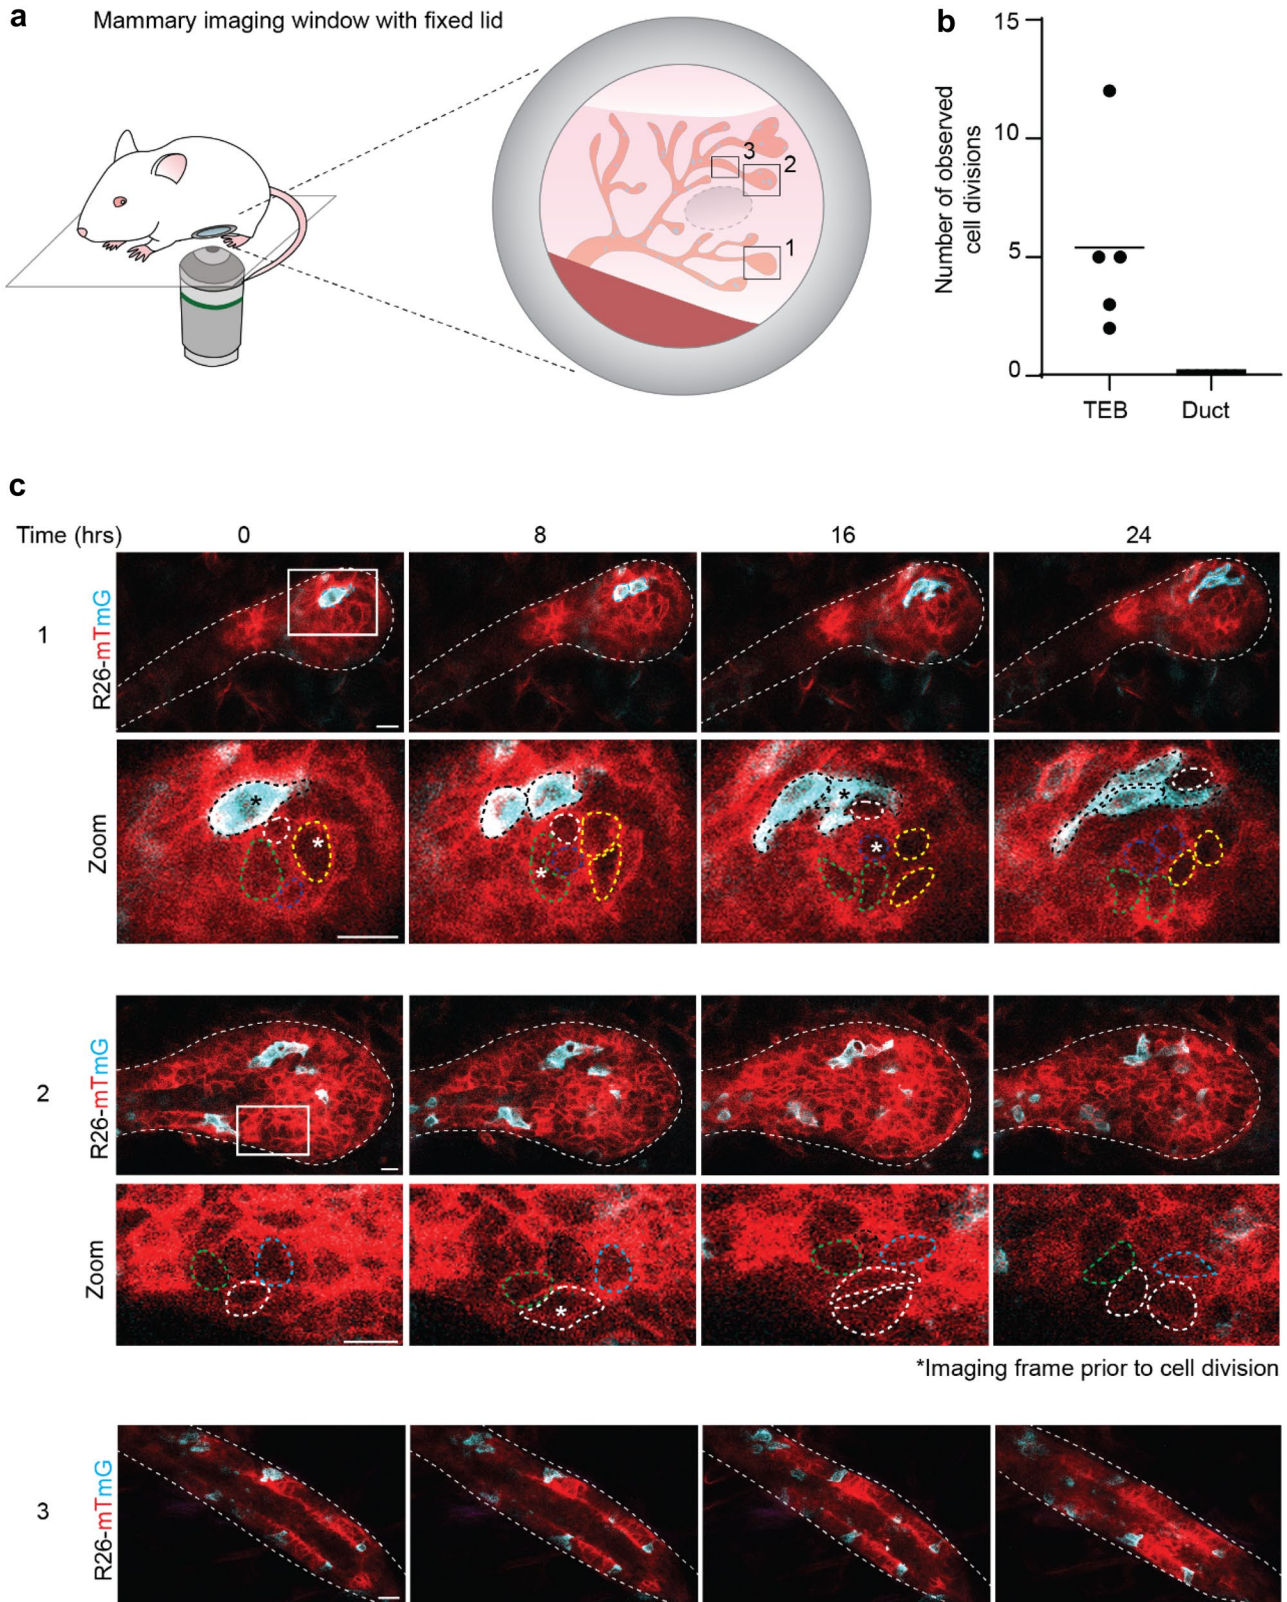 a
Mammary imaging window with fixed lid
3
2
1
b
Number of observed
cell divisions
15
10
5
0
TEB
Duct
c
Time (hrs)
0
8
16
24
1
R26-mTmG
*
*
*
*
*
Zoom
2
R26-mTmG
*
Zoom
*Imaging frame prior to cell division
3
R26-mTmG